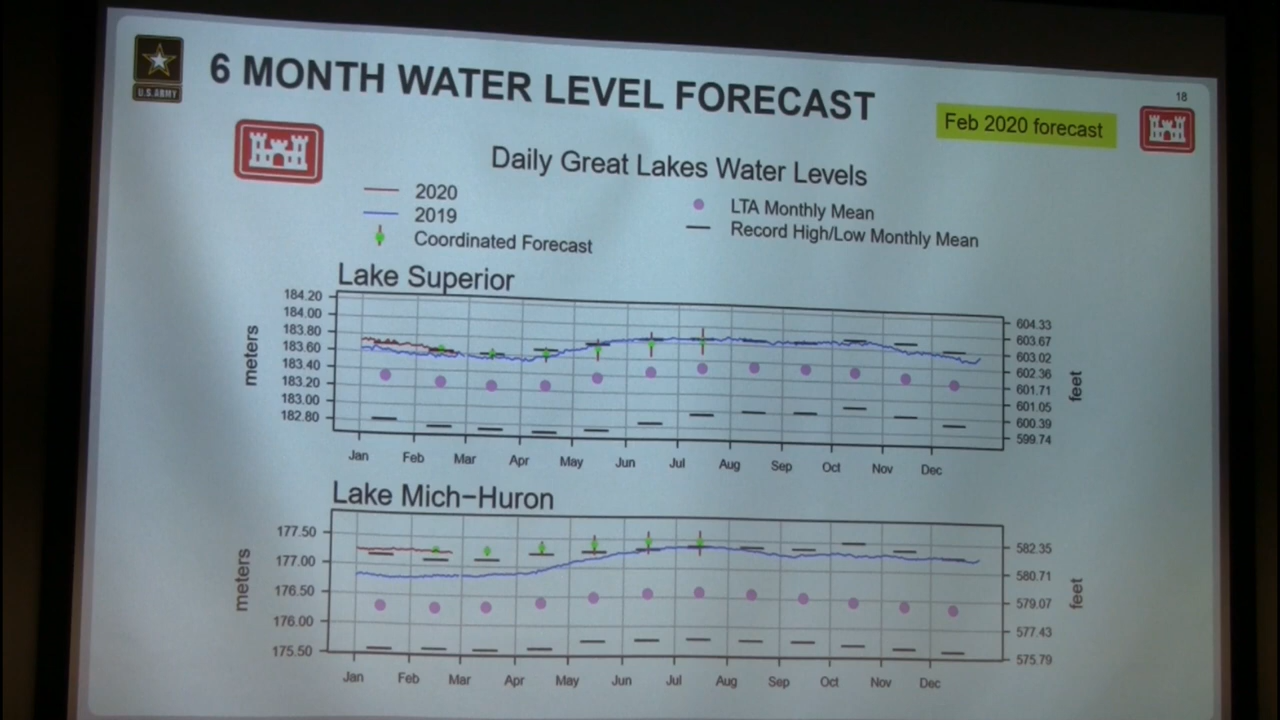 18
U.S.ARMY
6 MONTH WATER LEVEL FORECAST
Feb 2020 forecast
Daily Great Lakes Water Levels
2020
2019
Coordinated Forecast
LTA Monthly Mean
Record High/Low Monthly Mean
Lake Superior
184.20
184.00
183.80
183.60
183.40
183.20
183.00
182.80
meters
604.33
603.67
603.02
602.36
601.71
601.05
600.39
599.74
feet
Jan Feb Mar Apr May Jun Jul Aug Sep Oct Nov Dec
Lake Mich-Huron
177.50
177.00
176.50
176.00
175.50
meters
582.35
580.71
579.07
577.43
575.79
feet
Jan Feb Mar Apr May Jun Jul Aug Sep Oct Nov Dec